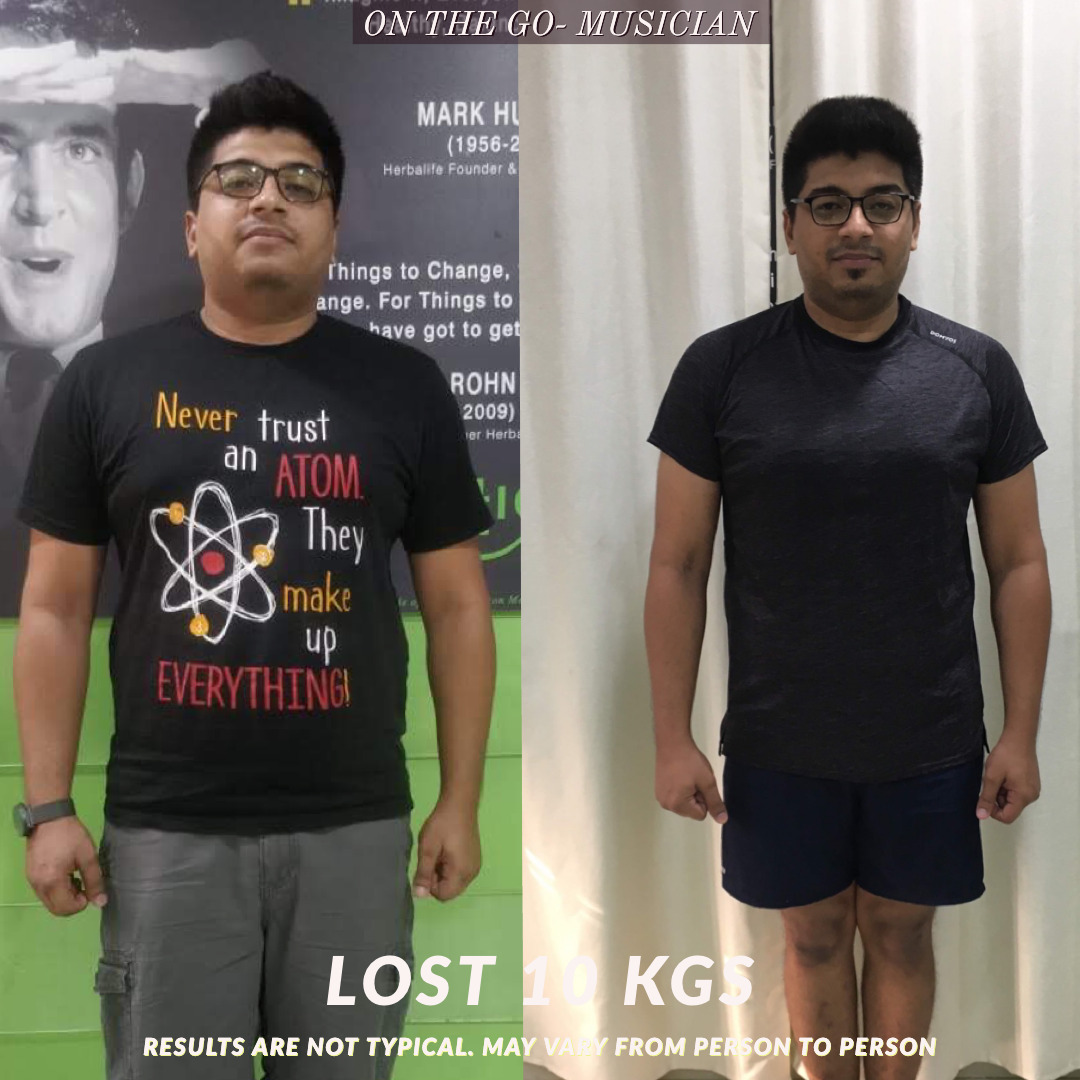 ON THE GO- MUSICIAN
MARK HU
(1956-2
Herbalife Founder &
Things to Change,
ange. For Things to
have got to get
ROHN
2009)
Never trust
an ATOM.
They
make
up
EVERYTHING!
LOST 10 KGS
RESULTS ARE NOT TYPICAL. MAY VARY FROM PERSON TO PERSON